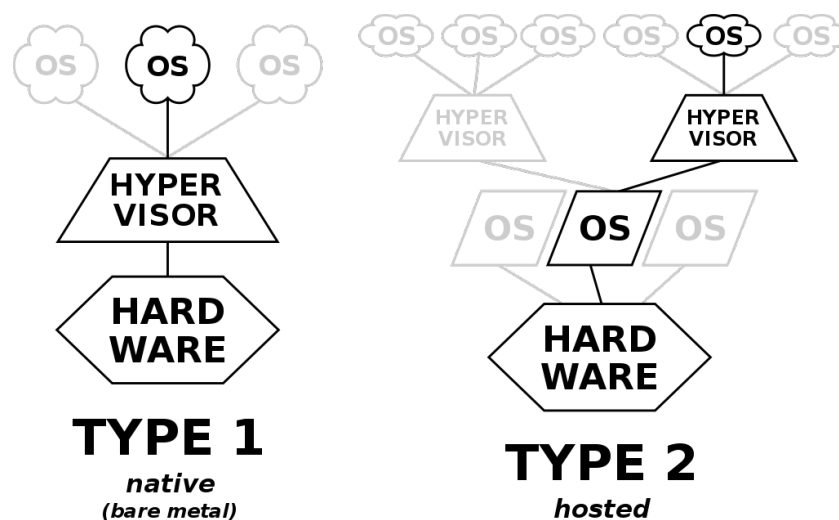 OS
OS
OS
HYPER
VISOR
HARD
WARE
TYPE 1
native
(bare metal)
OS
OS
OS
OS
OS
OS
HYPER
VISOR
HYPER
VISOR
OS
OS
OS
HARD
WARE
TYPE 2
hosted